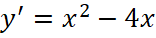 y′ = x² − 4x